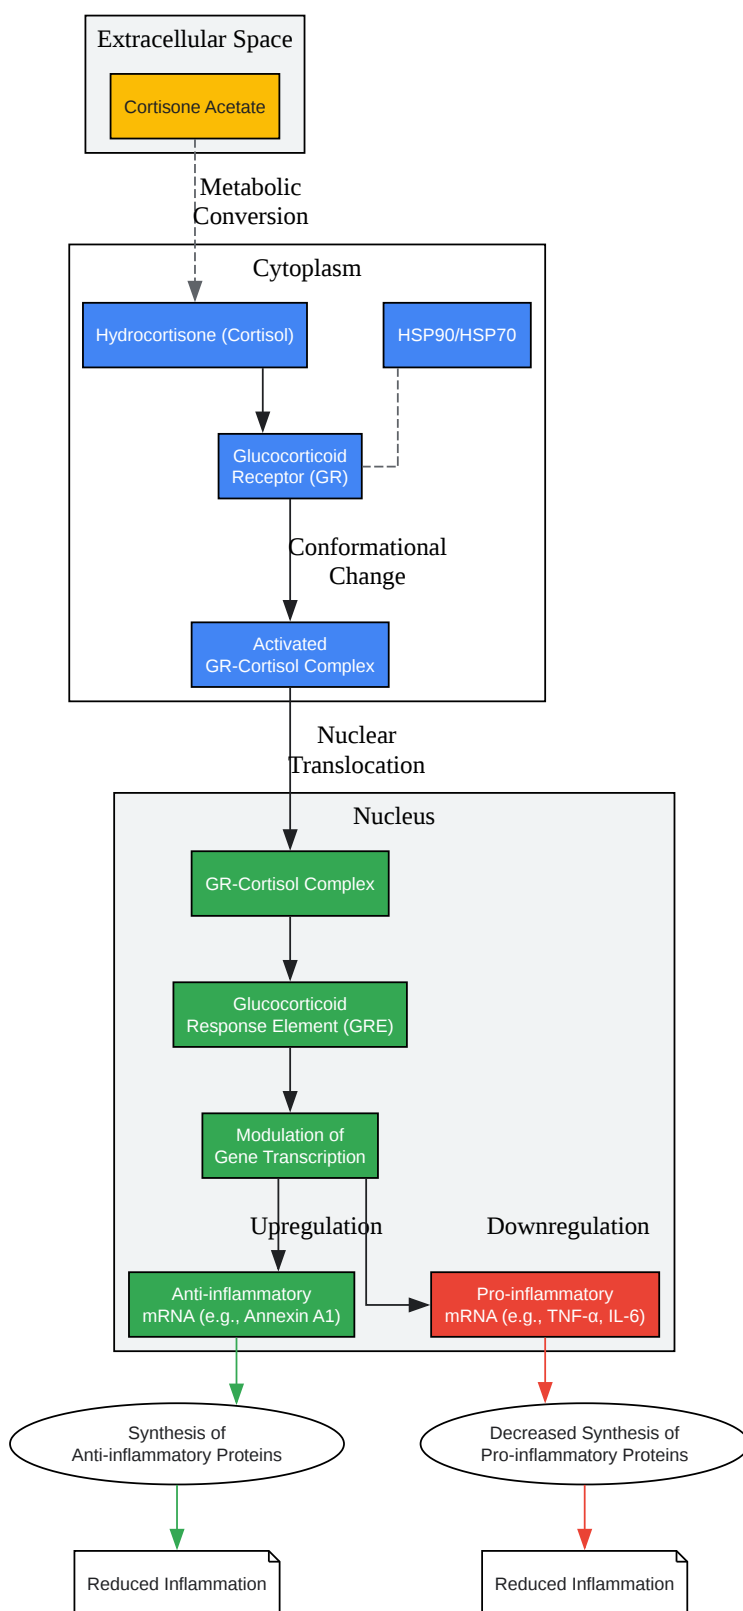 Extracellular Space
Cortisone Acetate
Metabolic
Conversion
Cytoplasm
Hydrocortisone (Cortisol)
HSP90/HSP70
Glucocorticoid
Receptor (GR)
Conformational
Change
Activated
GR-Cortisol Complex
Nuclear
Translocation
Nucleus
GR-Cortisol Complex
Glucocorticoid
Response Element (GRE)
Modulation of
Gene Transcription
Upregulation
Downregulation
Anti-inflammatory
mRNA (e.g., Annexin A1)
Pro-inflammatory
mRNA (e.g., TNF-α, IL-6)
Synthesis of
Anti-inflammatory Proteins
Decreased Synthesis of
Pro-inflammatory Proteins
Reduced Inflammation
Reduced Inflammation